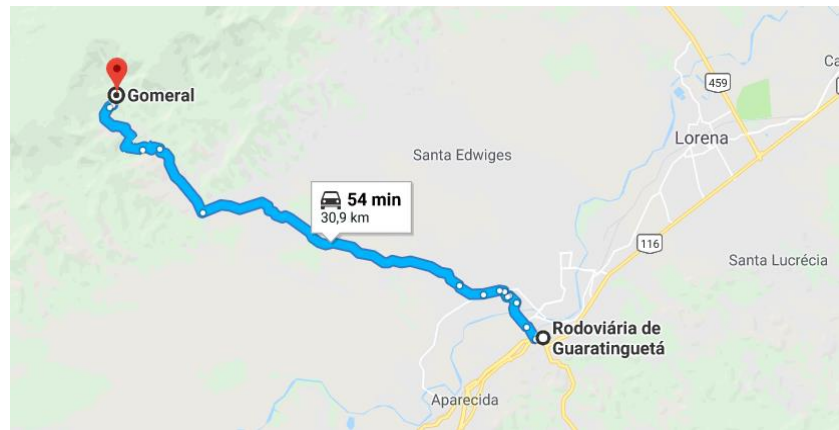 Gomeral
459
Ca
Lorena
Santa Edwiges
54 min
30,9 km
116
Santa Lucrécia
Rodoviária de
Guaratinguetá
Aparecida